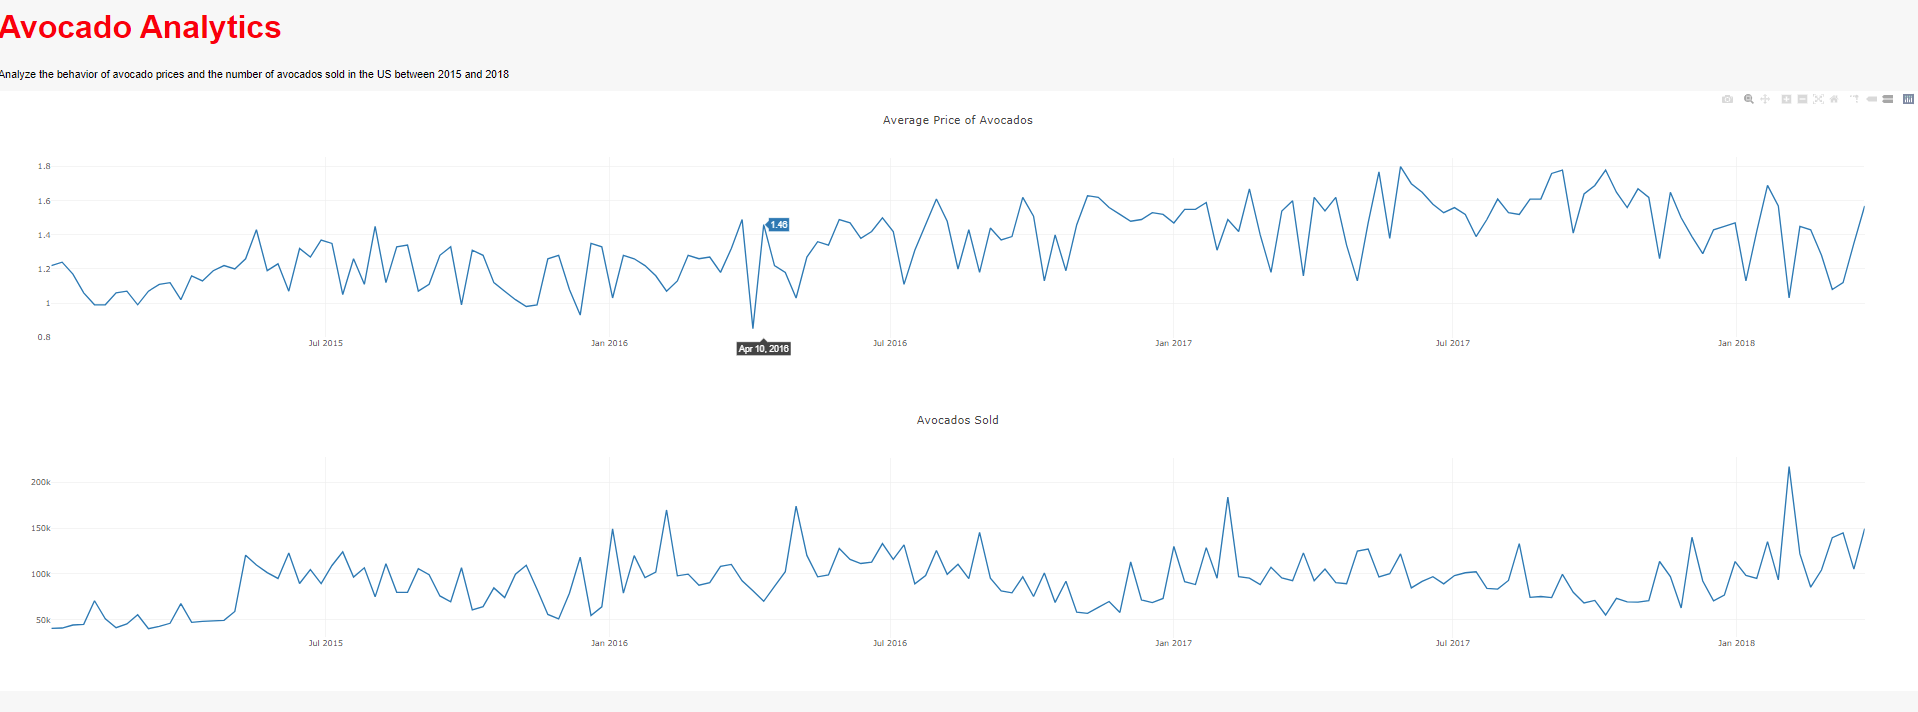 Avocado Analytics
Analyze the behavior of avocado prices and the number of avocados sold in the US between 2015 and 2018
Average Price of Avocados
1.8
1.6
1.4
1.2
1
0.8
1.46
Jul 2015
Jan 2016
Apr 10, 2016
Jul 2016
Jan 2017
Jul 2017
Jan 2018
Avocados Sold
200k
150k
100k
50k
Jul 2015
Jan 2016
Jul 2016
Jan 2017
Jul 2017
Jan 2018